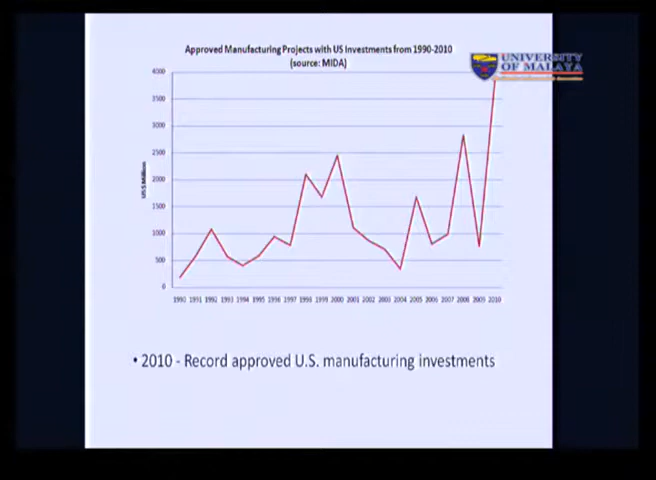 Approved Manufacturing Projects with US Investments from 1990-2010
(source: MIDA)
UNIVERSITY
OF MALAYA
4000
3500
3000
2500
2000
1500
1000
500
0
US$ Million
1990 1991 1992 1993 1994 1995 1996 1997 1998 1999 2000 2001 2002 2003 2004 2005 2006 2007 2008 2009 2010
• 2010 - Record approved U.S. manufacturing investments